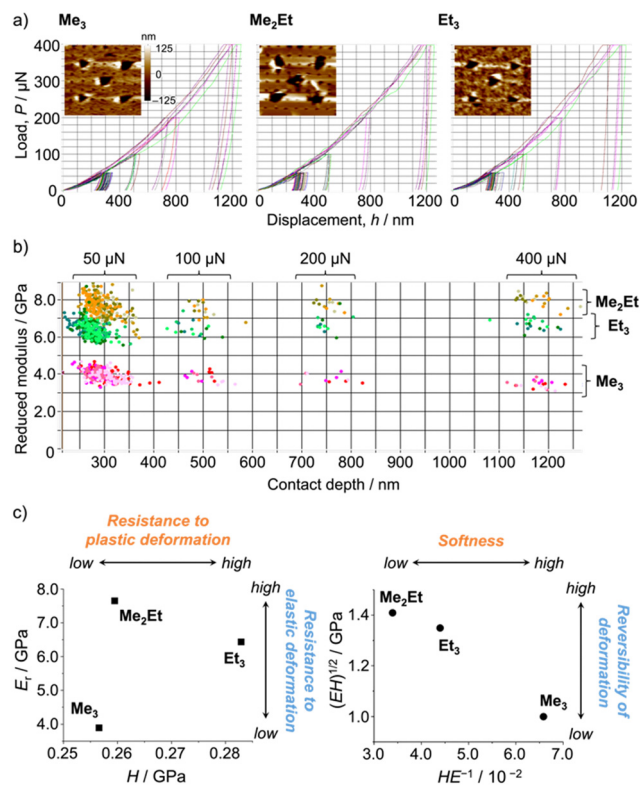 a) Me₃ Me₂Et Et₃
nm
125
−125
Load, P / µN
400
300
200
100
0
0 400 800 1200
0 400 800 1200
0 400 800 1200
Displacement, h / nm
b) 50 µN 100 µN 200 µN 400 µN
Reduced modulus / GPa
8.0
6.0
4.0
2.0
0
Me₂Et
Et₃
Me₃
300 400 500 600 700 800 900 1000 1100 1200
Contact depth / nm
c)
Resistance to
plastic deformation
low high
Eᵣ / GPa
8.0
7.0
6.0
5.0
4.0
Me₂Et
Et₃
Me₃
0.25 0.26 0.27 0.28
H / GPa
high
Resistance to
elastic deformation
low
Softness
low high
(EH)¹ᐟ² / GPa
1.4
1.2
1.0
Me₂Et
Et₃
Me₃
3.0 4.0 5.0 6.0 7.0
HE⁻¹ / 10⁻²
high
Reversibility of
deformation
low